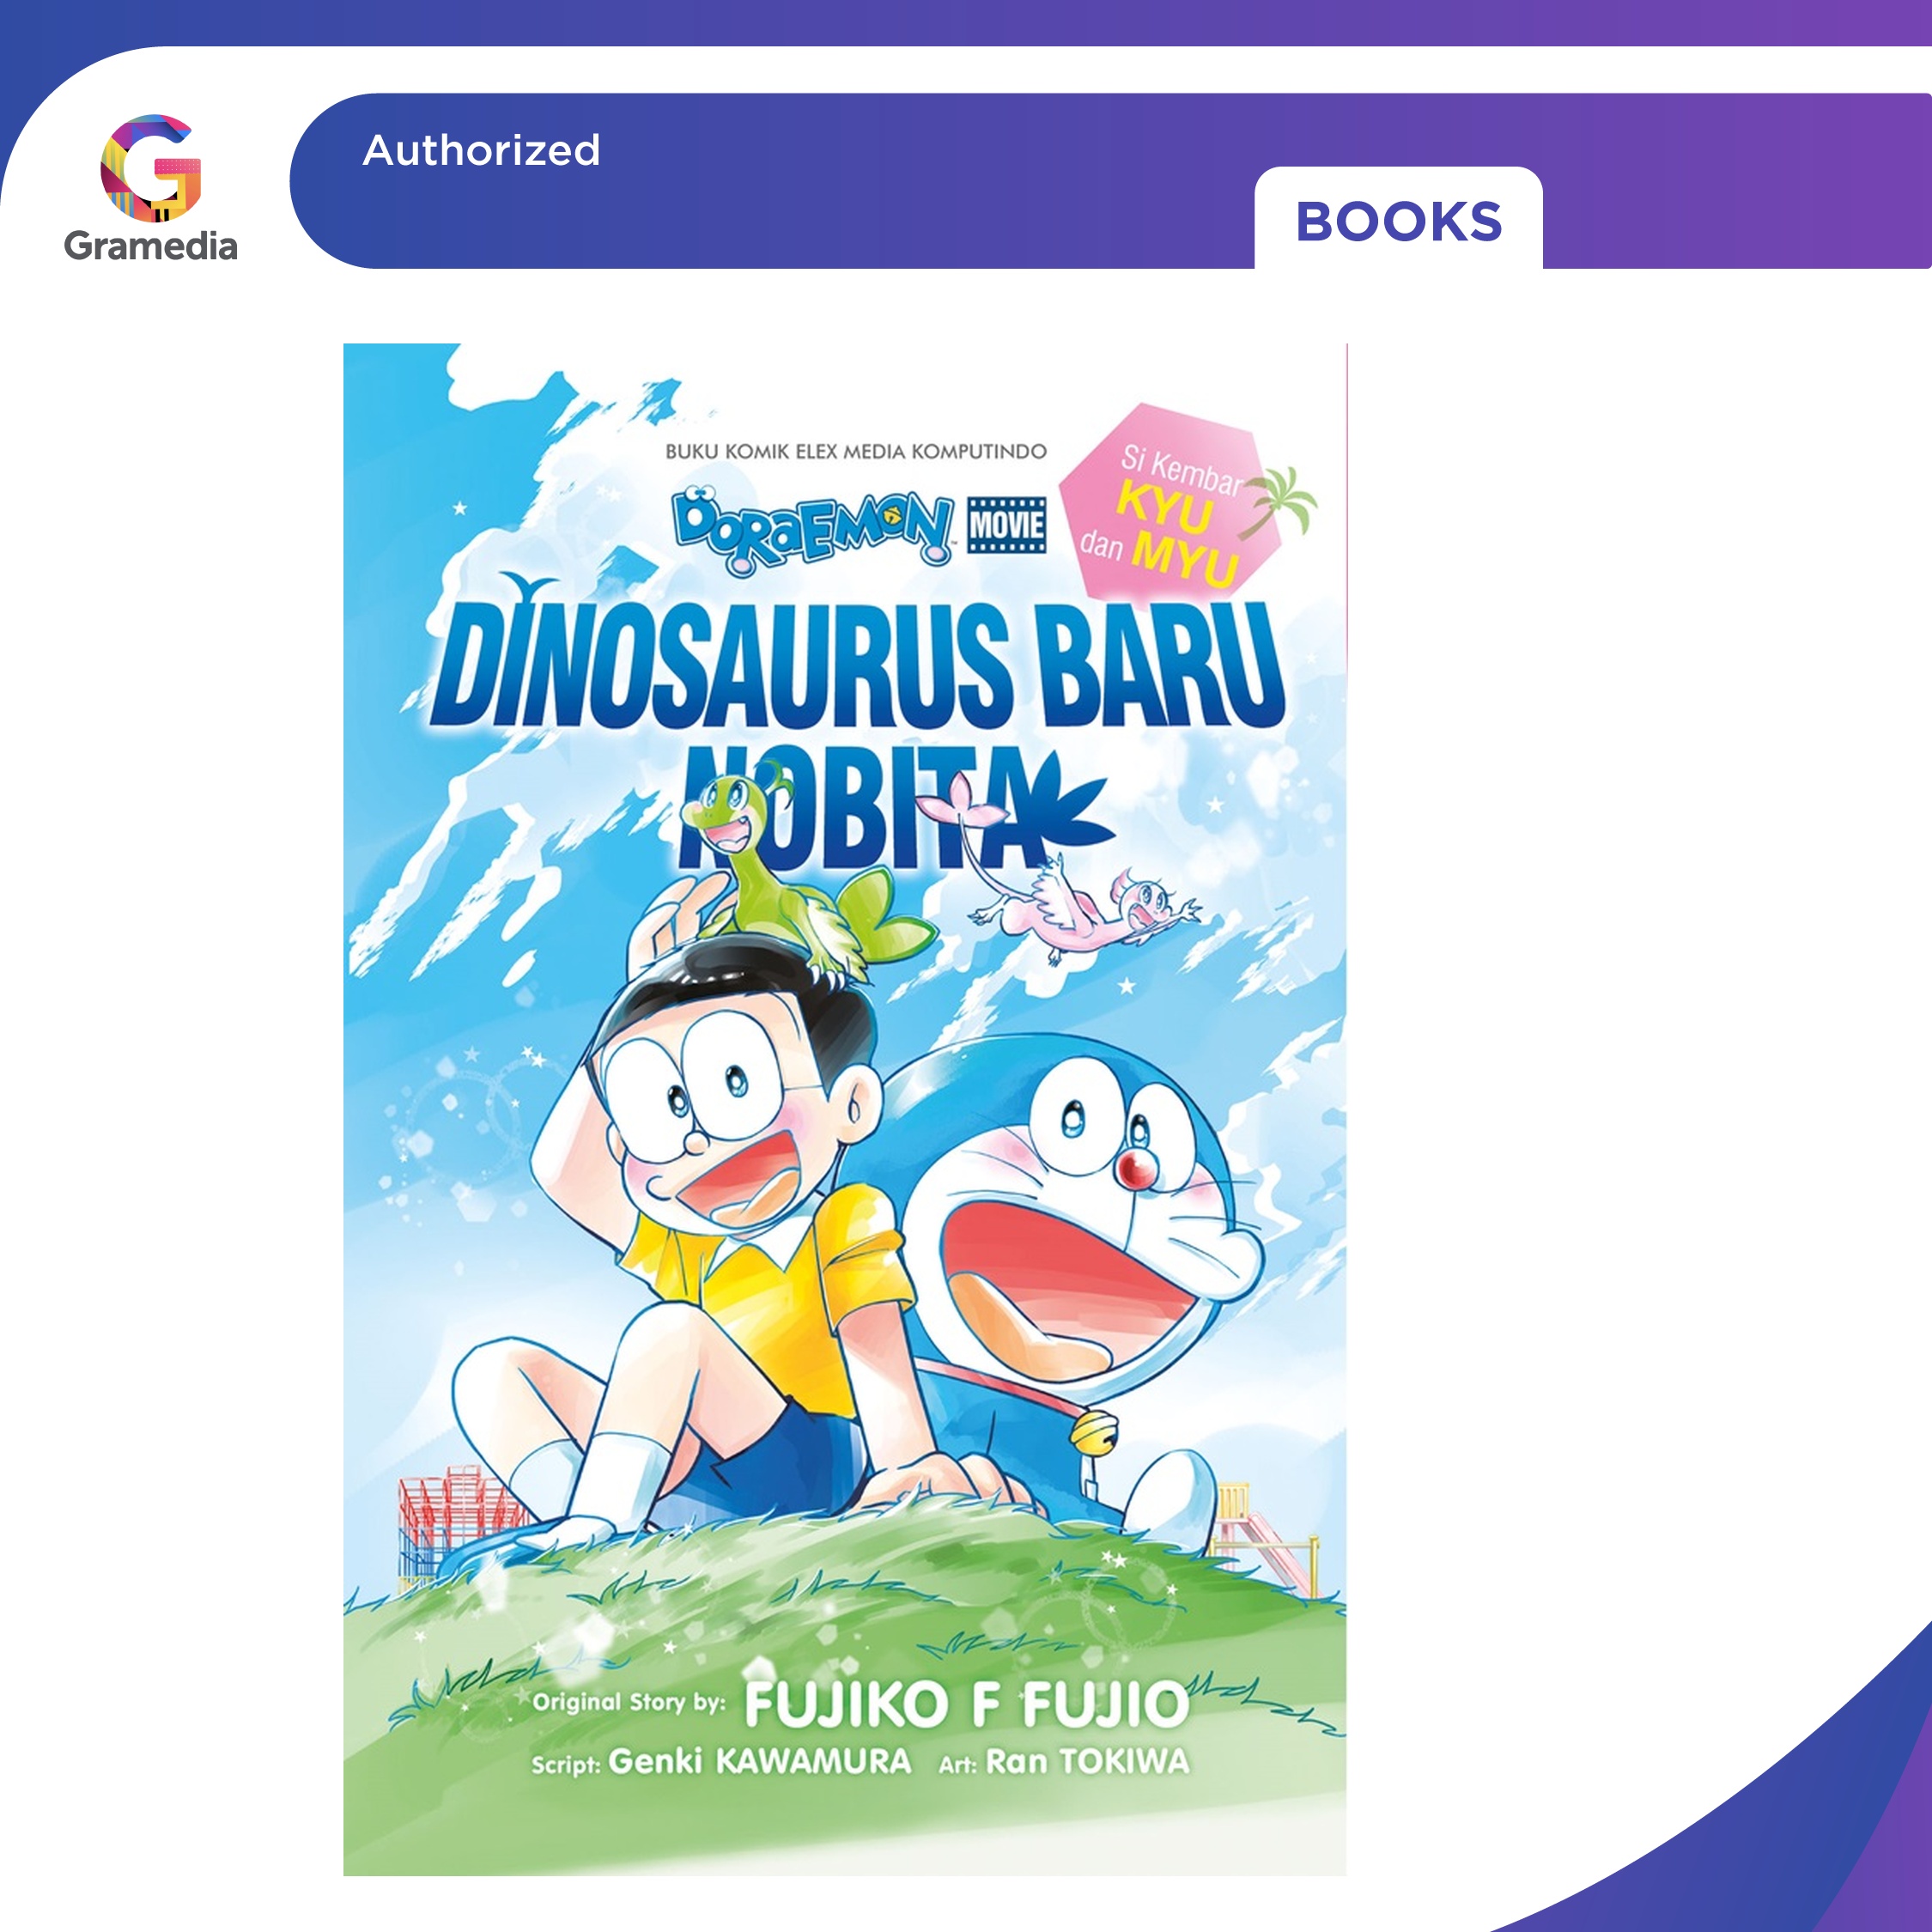 Authorized
Gramedia
BOOKS
BUKU KOMIK ELEX MEDIA KOMPUTINDO
DORAEMON™ MOVIE
Si Kembar
KYU
dan MYU
DINOSAURUS BARU
NOBITA
Original Story by: FUJIKO F FUJIO
Script: Genki KAWAMURA Art: Ran TOKIWA